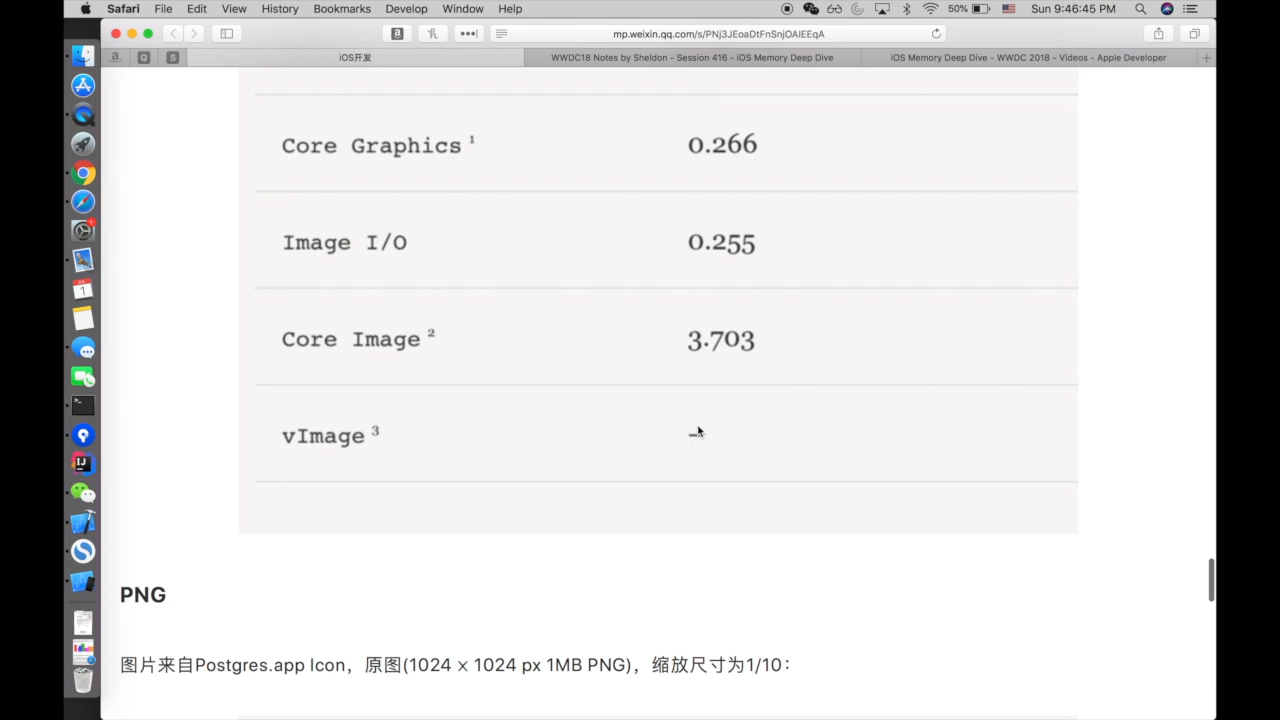 Safari File Edit View History Bookmarks Develop Window Help 50% Sun 9:46:45 PM
mp.weixin.qq.com/s/PNj3JEoaDtFnSnjOAIEEqA
a Q S iOS开发 WWDC18 Notes by Sheldon - Session 416 - iOS Memory Deep Dive iOS Memory Deep Dive - WWDC 2018 - Videos - Apple Developer
Core Graphics ¹ 0.266
Image I/O 0.255
Core Image ² 3.703
vImage ³ –
PNG
图片来自Postgres.app Icon，原图(1024 x 1024 px 1MB PNG)，缩放尺寸为1/10：